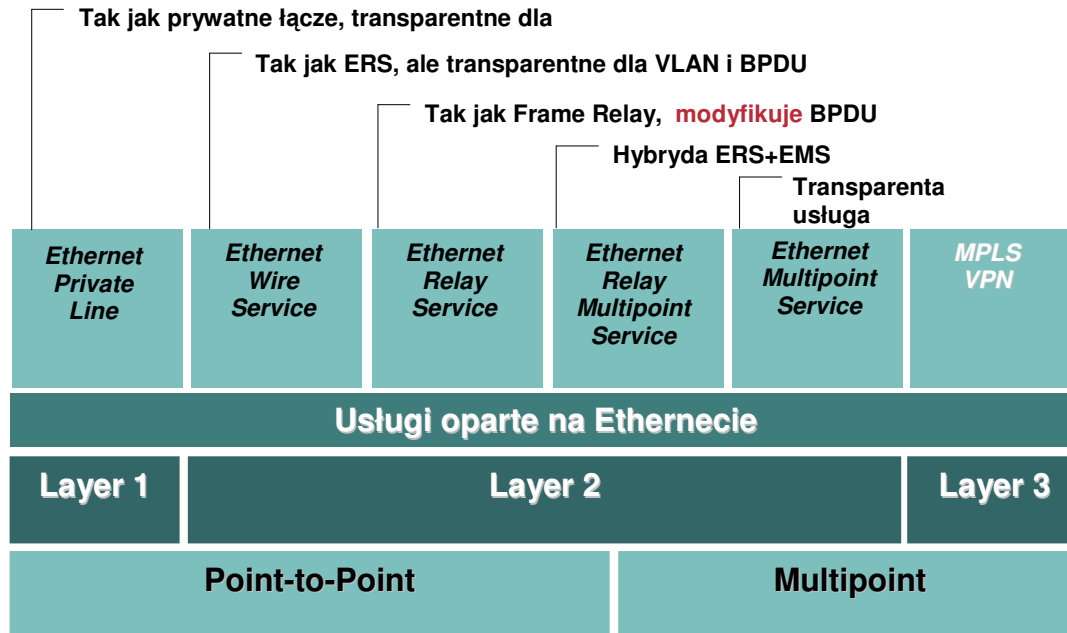 Tak jak prywatne łącze, transparentne dla
Tak jak ERS, ale transparentne dla VLAN i BPDU
Tak jak Frame Relay, modyfikuje BPDU
Hybryda ERS+EMS
Transparenta
usługa
Ethernet
Private
Line
Ethernet
Wire
Service
Ethernet
Relay
Service
Ethernet
Relay
Multipoint
Service
Ethernet
Multipoint
Service
MPLS
VPN
Usługi oparte na Ethernecie
Layer 1
Layer 2
Layer 3
Point-to-Point
Multipoint